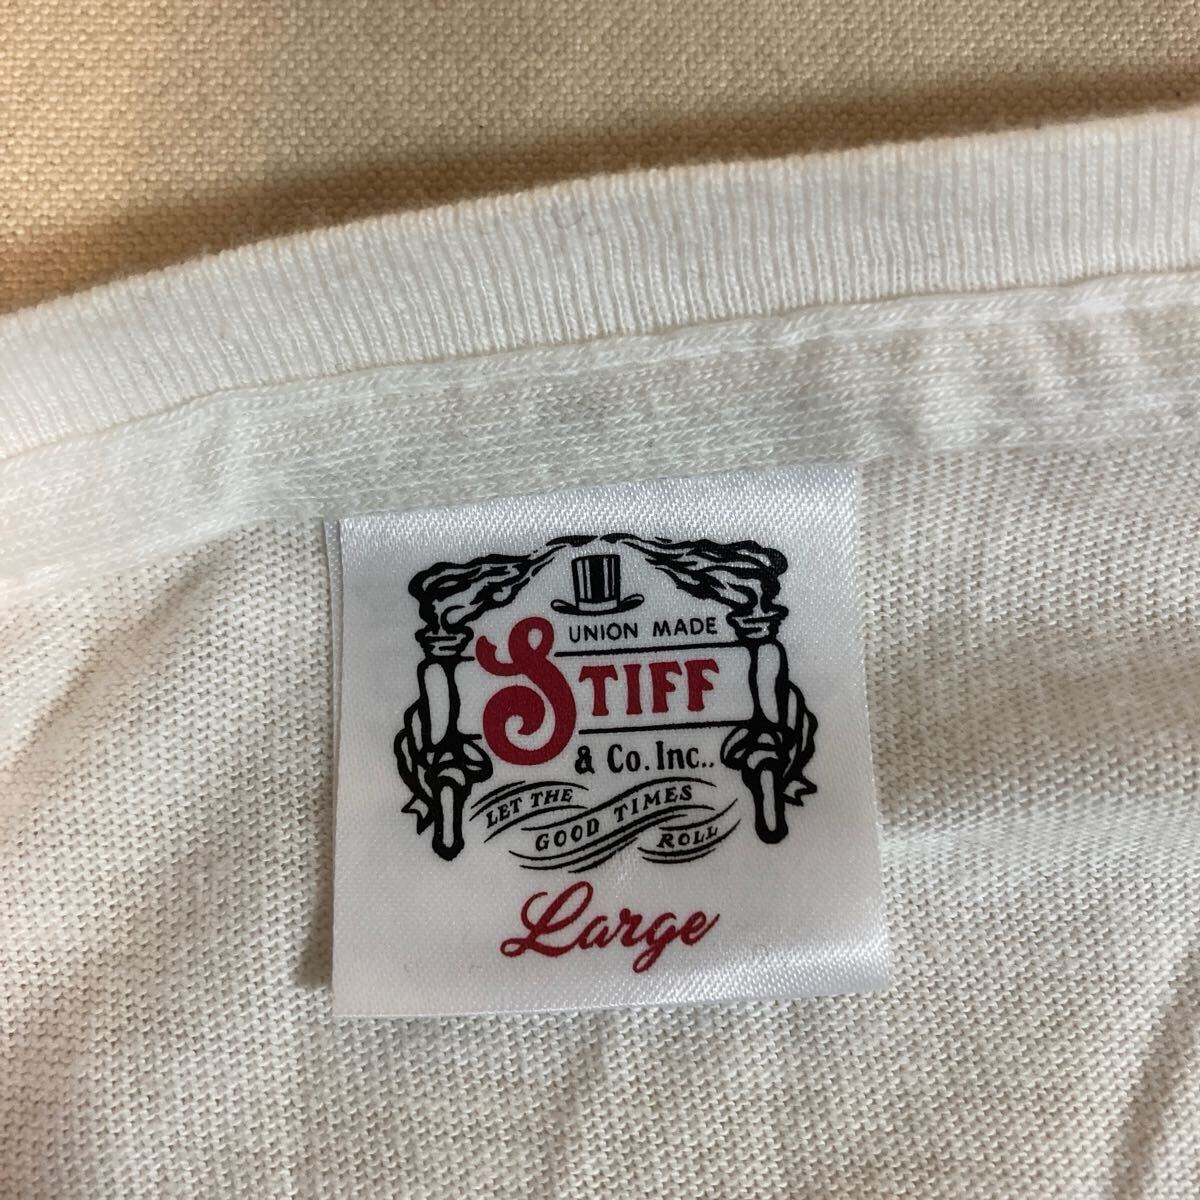 UNION MADE
STIFF
& Co. Inc..
LET THE
GOOD TIMES
ROLL
Large